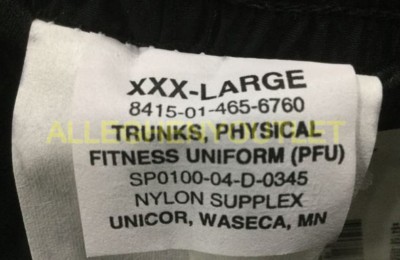 XXX-LARGE
8415-01-465-6760
TRUNKS, PHYSICAL
FITNESS UNIFORM (PFU)
SP0100-04-D-0345
NYLON SUPPLEX
UNICOR, WASECA, MN